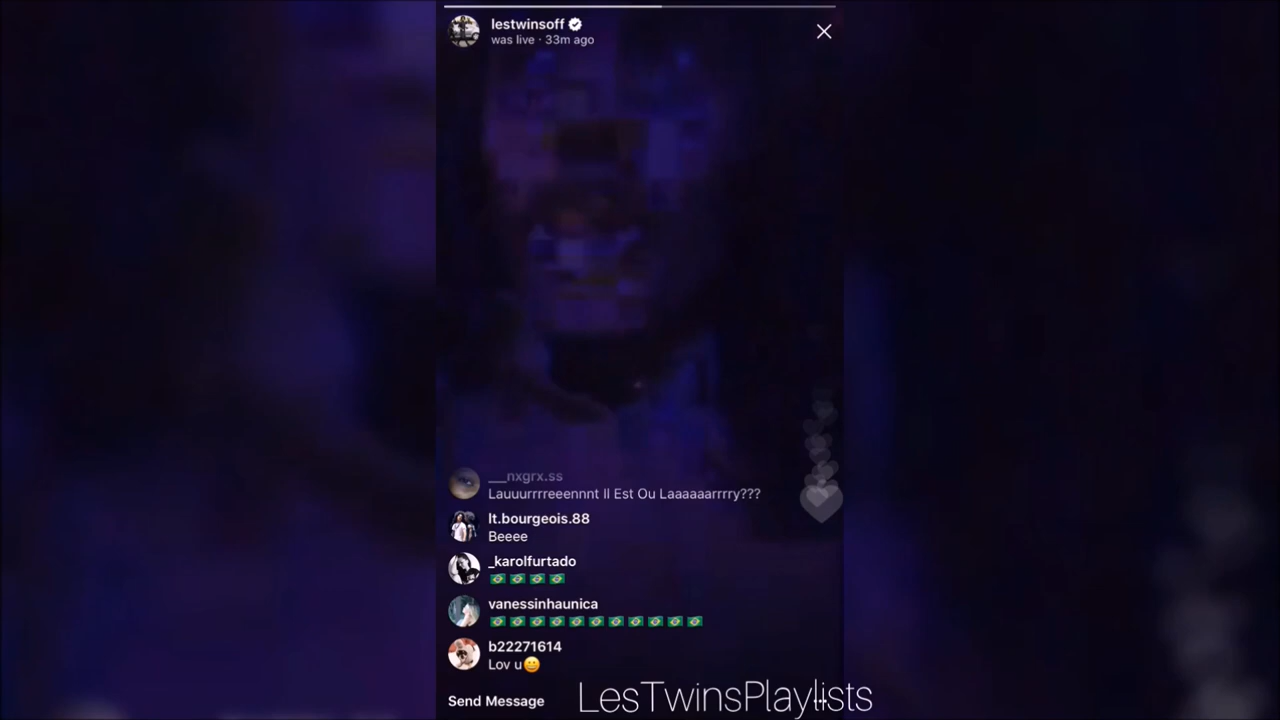 lestwinsoff
was live · 33m ago
__nxgrx.ss
Lauuurrrreeennnt Il Est Ou Laaaaaarrrry???
lt.bourgeois.88
Beeee
_karolfurtado
🇧🇷 🇧🇷 🇧🇷 🇧🇷
vanessinhaunica
🇧🇷 🇧🇷 🇧🇷 🇧🇷 🇧🇷 🇧🇷 🇧🇷 🇧🇷 🇧🇷 🇧🇷 🇧🇷
b22271614
Lov u😀
Send Message
LesTwinsPlaylists